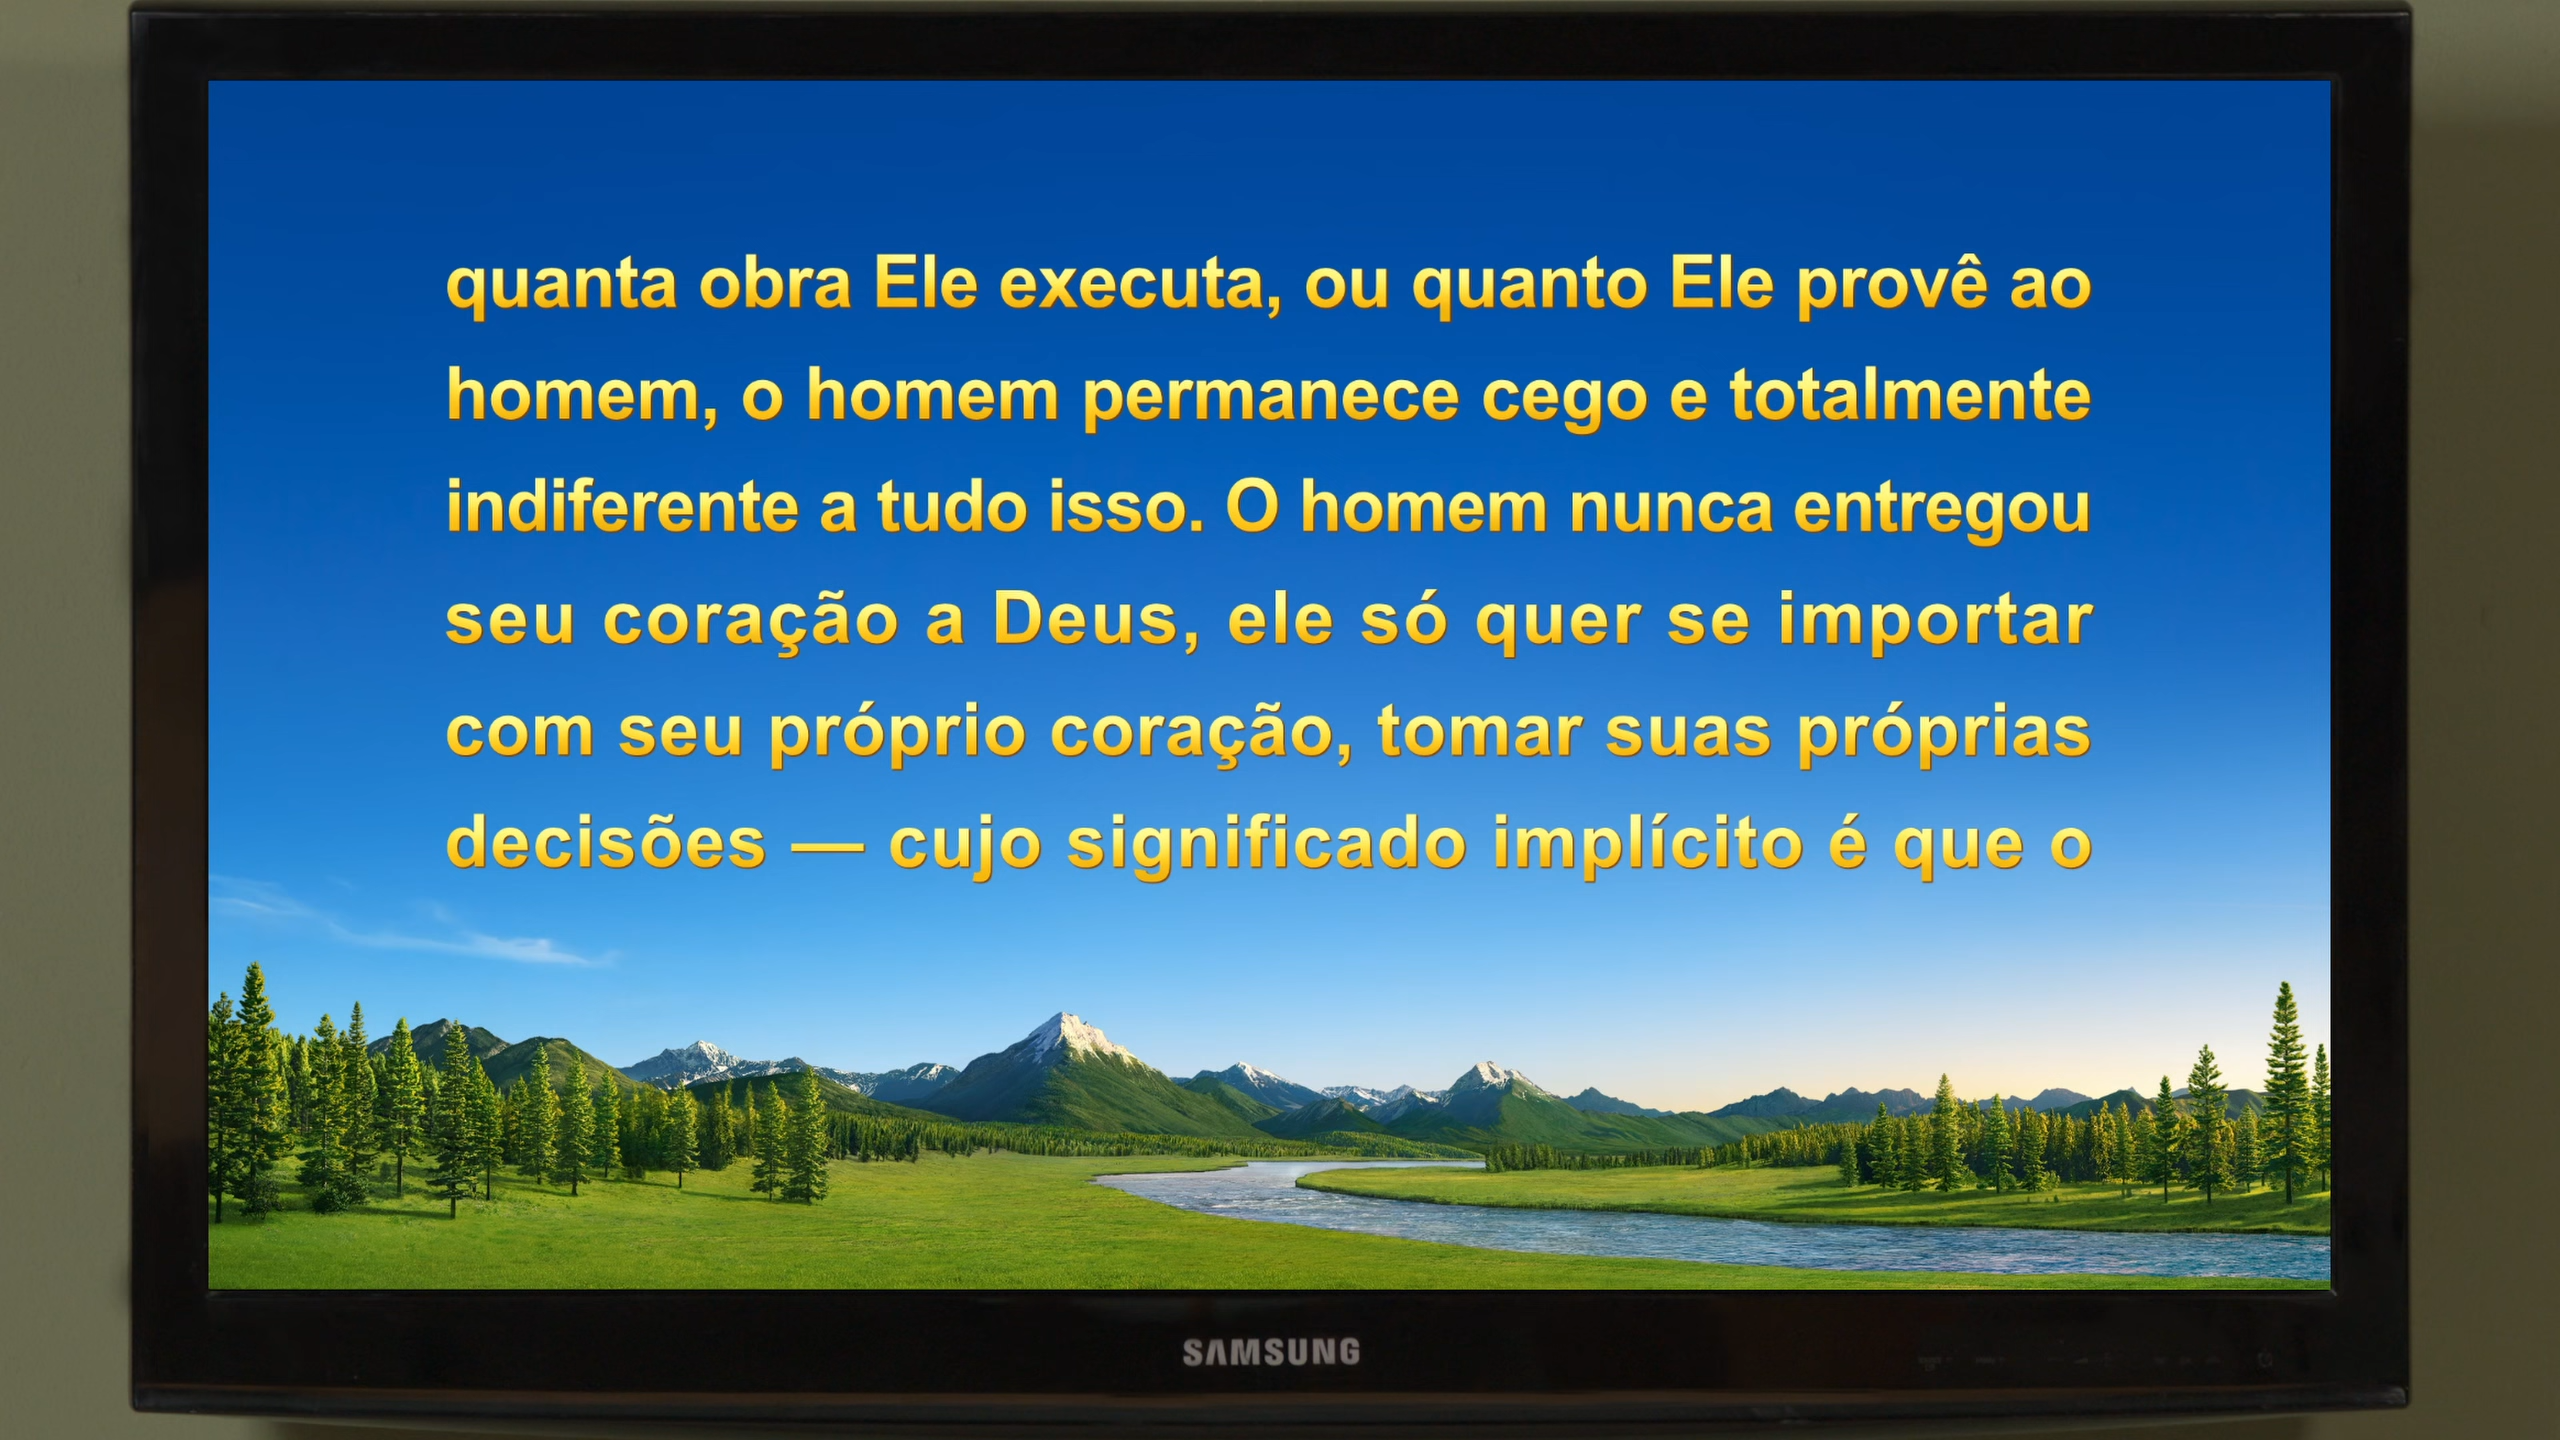 quanta obra Ele executa, ou quanto Ele provê ao
homem, o homem permanece cego e totalmente
indiferente a tudo isso. O homem nunca entregou
seu coração a Deus, ele só quer se importar
com seu próprio coração, tomar suas próprias
decisões — cujo significado implícito é que o
SAMSUNG